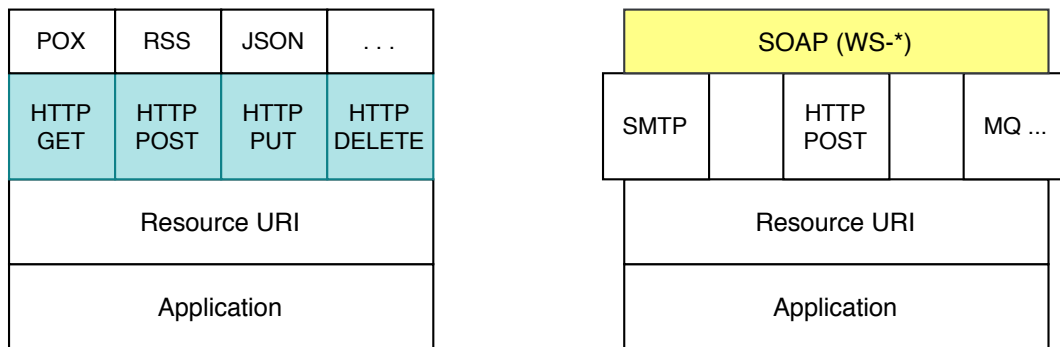 POX
RSS
JSON
. . .
HTTP
GET
HTTP
POST
HTTP
PUT
HTTP
DELETE
Resource URI
Application
SOAP (WS-*)
SMTP
HTTP
POST
MQ ...
Resource URI
Application